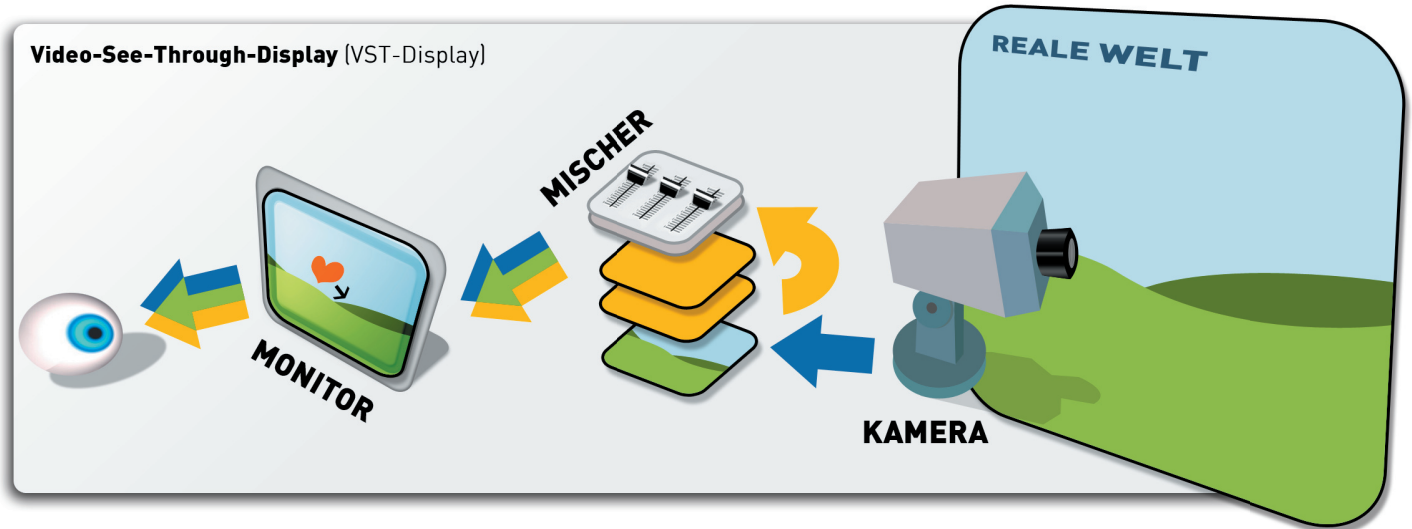 Video-See-Through-Display (VST-Display)
REALE WELT
MISCHER
MONITOR
KAMERA